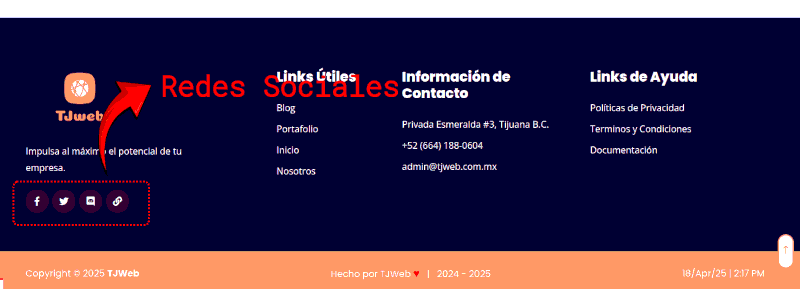 Redes Sociales
TJWeb
Impulsa al máximo el potencial de tu
empresa.
Links Útiles
Blog
Portafolio
Inicio
Nosotros
Información de
Contacto
Privada Esmeralda #3, Tijuana B.C.
+52 (664) 188-0604
admin@tjweb.com.mx
Links de Ayuda
Políticas de Privacidad
Terminos y Condiciones
Documentación
Copyright © 2025 TJWeb
Hecho por TJWeb ♥ | 2024 - 2025
18/Apr/25 | 2:17 PM